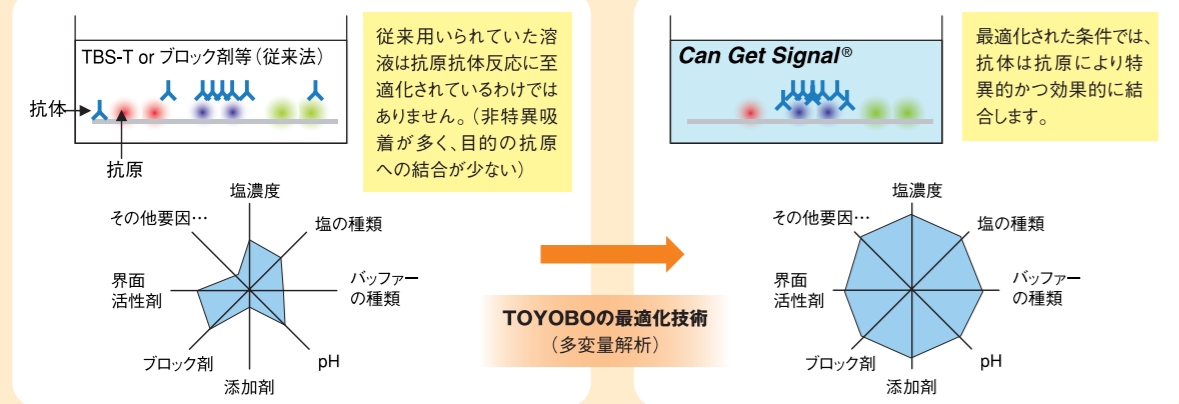 TBS-T or ブロック剤等（従来法）
抗体
抗原
従来用いられていた溶
液は抗原抗体反応に至
適化されているわけでは
ありません。（非特異吸
着が多く、目的の抗原
への結合が少ない）
塩濃度
その他要因…
塩の種類
界面
活性剤
バッファー
の種類
ブロック剤
pH
添加剤
TOYOBOの最適化技術
（多変量解析）
Can Get Signal®
最適化された条件では、
抗体は抗原により特
異的かつ効果的に結
合します。
塩濃度
その他要因…
塩の種類
界面
活性剤
バッファー
の種類
ブロック剤
pH
添加剤